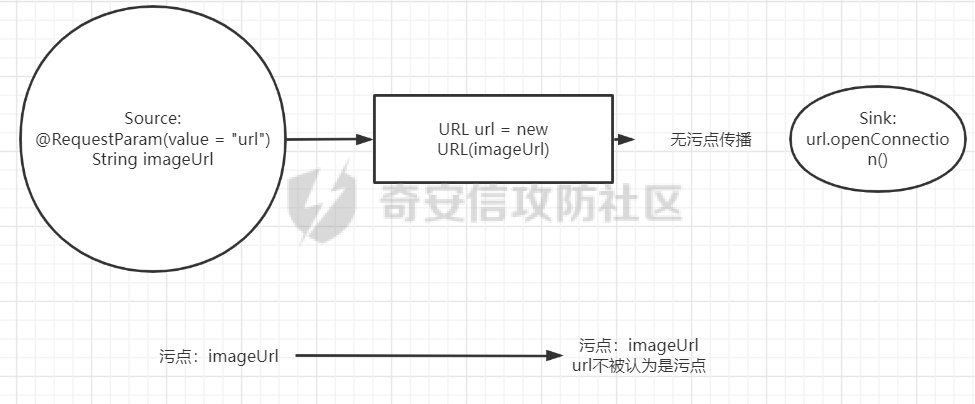 Source:
@RequestParam(value = "url")
String imageUrl
URL url = new
URL(imageUrl)
无污点传播
Sink:
url.openConnectio
n()
奇安信攻防社区
污点：imageUrl
污点：imageUrl
url不被认为是污点